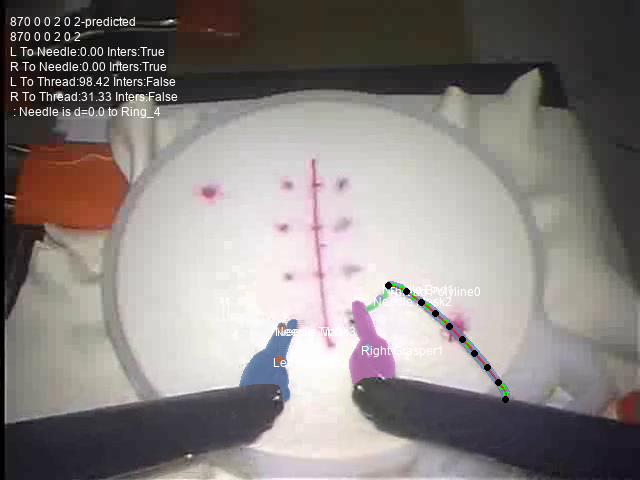 870 0 0 2 0 2-predicted
870 0 0 2 0 2
L To Needle:0.00 Inters:True
R To Needle:0.00 Inters:True
L To Thread:98.42 Inters:False
R To Thread:31.33 Inters:False
: Needle is d=0.0 to Ring_4
Right Grasper1